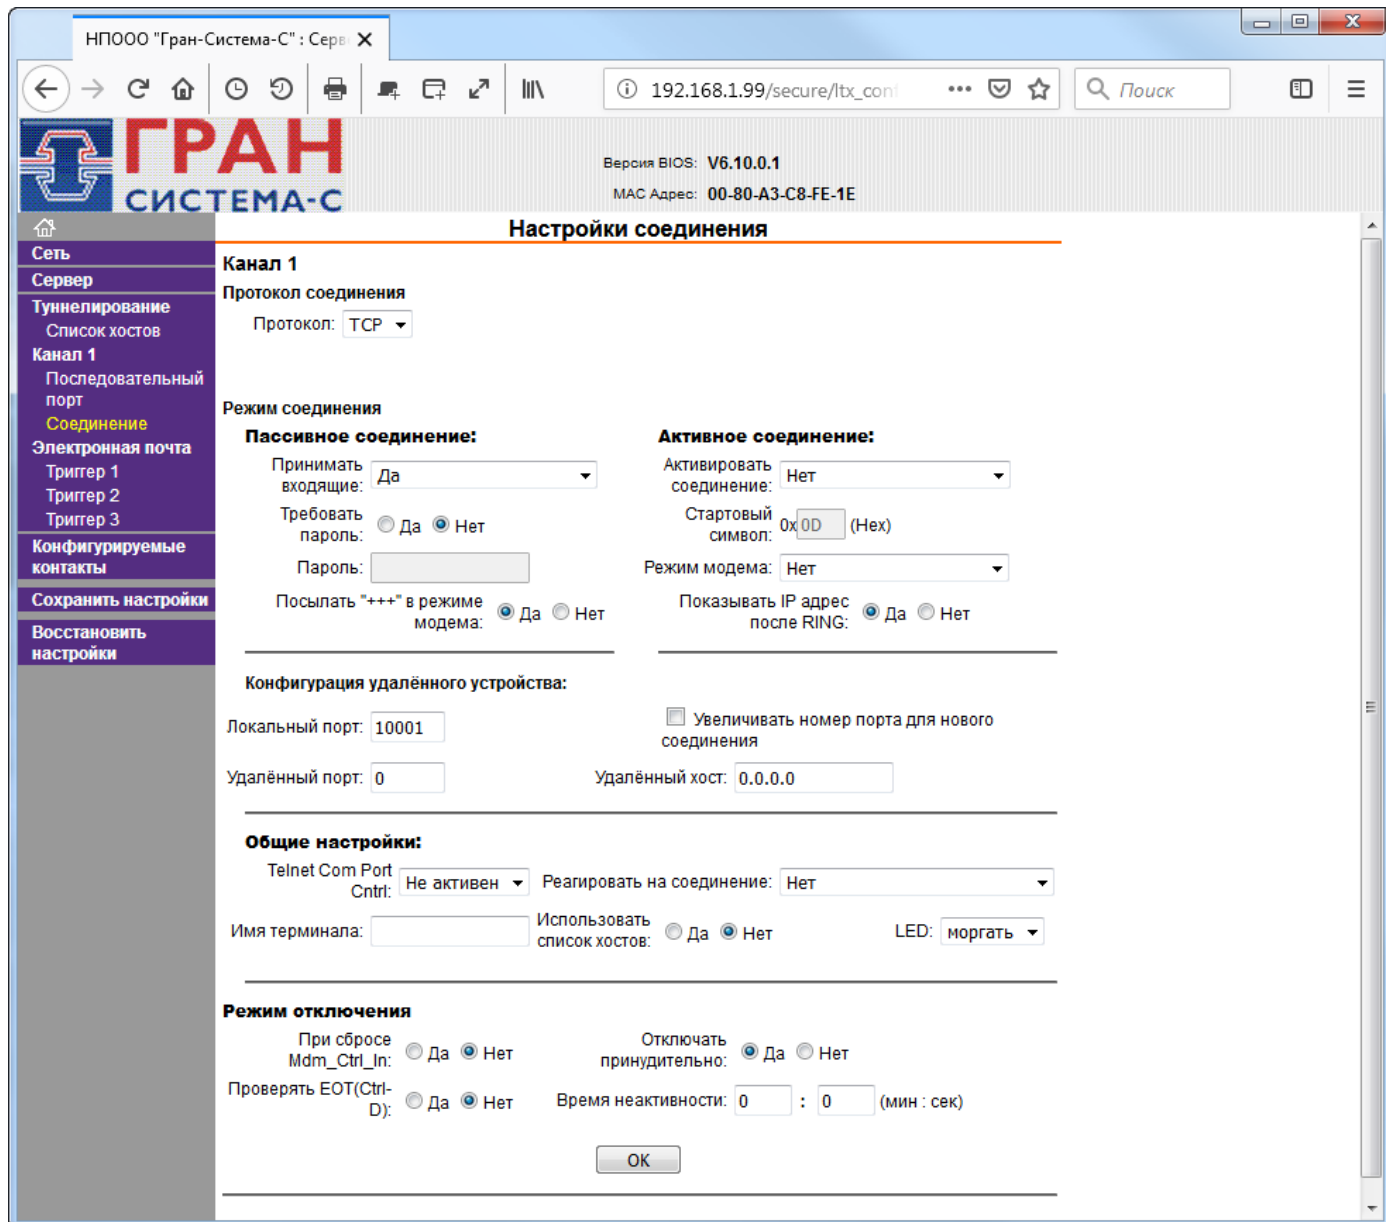 НПООО "Гран-Система-С" : Серв
192.168.1.99/secure/ltx_conf
Поиск
ГРАН
СИСТЕМА-С
Версия BIOS: V6.10.0.1
MAC Адрес: 00-80-A3-C8-FE-1E
Сеть
Сервер
Туннелирование
Список хостов
Канал 1
Последовательный
порт
Соединение
Электронная почта
Триггер 1
Триггер 2
Триггер 3
Конфигурируемые
контакты
Сохранить настройки
Восстановить
настройки
Настройки соединения
Канал 1
Протокол соединения
Протокол: TCP
Режим соединения
Пассивное соединение: Активное соединение:
Принимать
входящие: Да
Активировать
соединение: Нет
Требовать
пароль: Да Нет
Стартовый
символ: 0x 0D (Hex)
Пароль:
Режим модема: Нет
Посылать "+++" в режиме
модема: Да Нет
Показывать IP адрес
после RING: Да Нет
Конфигурация удалённого устройства:
Локальный порт: 10001
Увеличивать номер порта для нового
соединения
Удалённый порт: 0 Удалённый хост: 0.0.0.0
Общие настройки:
Telnet Com Port
Cntrl: Не активен
Реагировать на соединение: Нет
Имя терминала:
Использовать
список хостов: Да Нет
LED: моргать
Режим отключения
При сбросе
Mdm_Ctrl_In: Да Нет
Отключать
принудительно: Да Нет
Проверять EOT(Ctrl-
D): Да Нет
Время неактивности: 0 : 0 (мин : сек)
OK